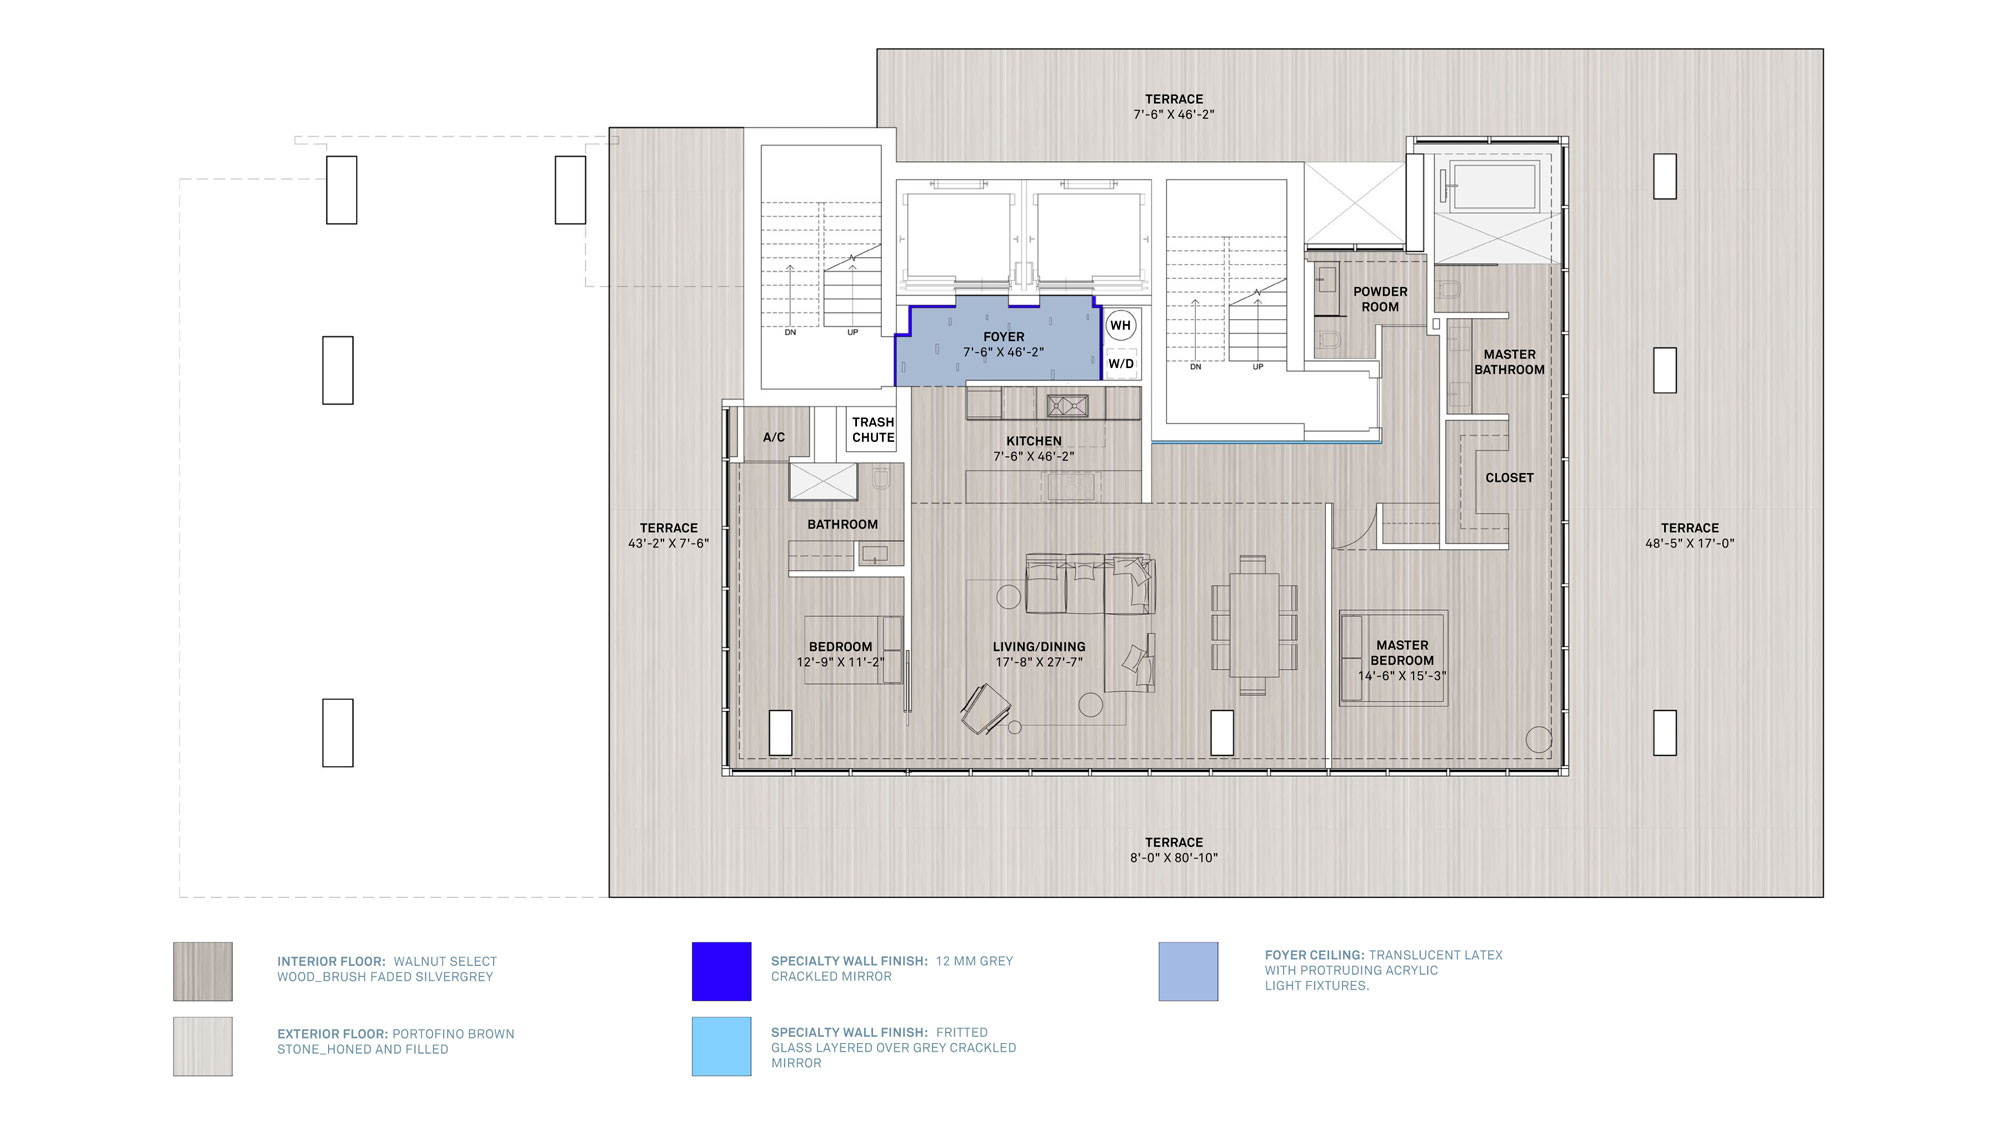 TERRACE
7'-6" X 46'-2"
DN
UP
FOYER
7'-6" X 46'-2"
WH
W/D
DN
UP
POWDER
ROOM
MASTER
BATHROOM
TRASH
CHUTE
A/C
KITCHEN
7'-6" X 46'-2"
CLOSET
BATHROOM
TERRACE
43'-2" X 7'-6"
TERRACE
48'-5" X 17'-0"
BEDROOM
12'-9" X 11'-2"
LIVING/DINING
17'-8" X 27'-7"
MASTER
BEDROOM
14'-6" X 15'-3"
TERRACE
8'-0" X 80'-10"
INTERIOR FLOOR: WALNUT SELECT
WOOD_BRUSH FADED SILVERGREY
EXTERIOR FLOOR: PORTOFINO BROWN
STONE_HONED AND FILLED
SPECIALTY WALL FINISH: 12 MM GREY
CRACKLED MIRROR
SPECIALTY WALL FINISH: FRITTED
GLASS LAYERED OVER GREY CRACKLED
MIRROR
FOYER CEILING: TRANSLUCENT LATEX
WITH PROTRUDING ACRYLIC
LIGHT FIXTURES.